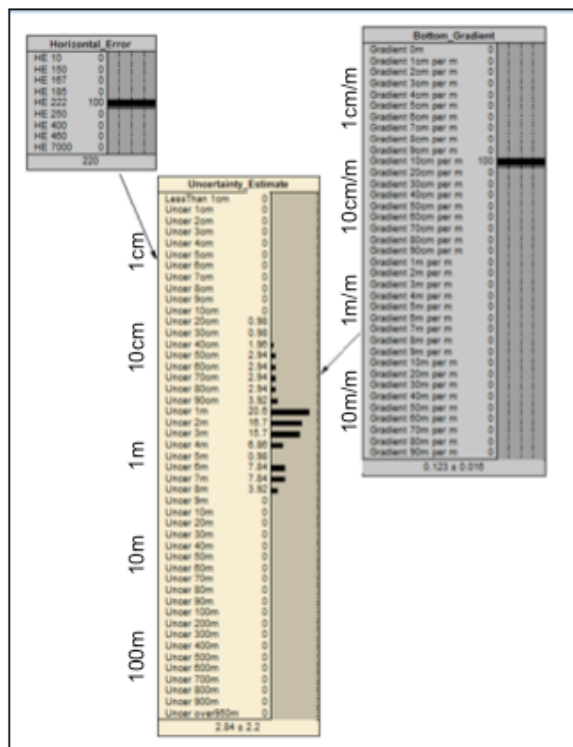 Horizontal_Error
HE 10 0
HE 150 0
HE 167 0
HE 185 0
HE 222 100
HE 250 0
HE 400 0
HE 450 0
HE 7000 0
220
Uncertainty_Estimate
LessThan 1cm 0
Uncer 1cm 0
Uncer 2cm 0
Uncer 3cm 0
Uncer 4cm 0
Uncer 5cm 0
Uncer 6cm 0
Uncer 7cm 0
Uncer 8cm 0
Uncer 9cm 0
Uncer 10cm 0
Uncer 20cm 0.98
Uncer 30cm 0.98
Uncer 40cm 1.96
Uncer 50cm 2.94
Uncer 60cm 2.94
Uncer 70cm 2.94
Uncer 80cm 2.94
Uncer 90cm 3.92
Uncer 1m 20.6
Uncer 2m 16.7
Uncer 3m 15.7
Uncer 4m 6.86
Uncer 5m 0.98
Uncer 6m 7.84
Uncer 7m 7.84
Uncer 8m 3.92
Uncer 9m 0
Uncer 10m 0
Uncer 20m 0
Uncer 30m 0
Uncer 40m 0
Uncer 50m 0
Uncer 60m 0
Uncer 70m 0
Uncer 80m 0
Uncer 90m 0
Uncer 100m 0
Uncer 200m 0
Uncer 300m 0
Uncer 400m 0
Uncer 500m 0
Uncer 600m 0
Uncer 700m 0
Uncer 800m 0
Uncer 900m 0
Uncer over950m 0
2.84 ± 2.2
1cm
10cm
1m
10m
100m
Bottom_Gradient
Gradient 0m 0
Gradient 1cm per m 0
Gradient 2cm per m 0
Gradient 3cm per m 0
Gradient 4cm per m 0
Gradient 5cm per m 0
Gradient 6cm per m 0
Gradient 7cm per m 0
Gradient 8cm per m 0
Gradient 9cm per m 0
Gradient 10cm per m 100
Gradient 20cm per m 0
Gradient 30cm per m 0
Gradient 40cm per m 0
Gradient 50cm per m 0
Gradient 60cm per m 0
Gradient 70cm per m 0
Gradient 80cm per m 0
Gradient 90cm per m 0
Gradient 1m per m 0
Gradient 2m per m 0
Gradient 3m per m 0
Gradient 4m per m 0
Gradient 5m per m 0
Gradient 6m per m 0
Gradient 7m per m 0
Gradient 8m per m 0
Gradient 9m per m 0
Gradient 10m per m 0
Gradient 20m per m 0
Gradient 30m per m 0
Gradient 40m per m 0
Gradient 50m per m 0
Gradient 60m per m 0
Gradient 70m per m 0
Gradient 80m per m 0
Gradient 90m per m 0
0.123 ± 0.016
1cm/m
10cm/m
1m/m
10m/m